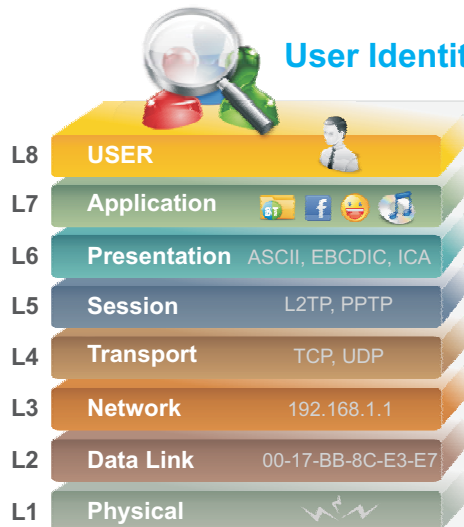 User Identit
L8 USER
L7 Application BT f
L6 Presentation ASCII, EBCDIC, ICA
L5 Session L2TP, PPTP
L4 Transport TCP, UDP
L3 Network 192.168.1.1
L2 Data Link 00-17-BB-8C-E3-E7
L1 Physical